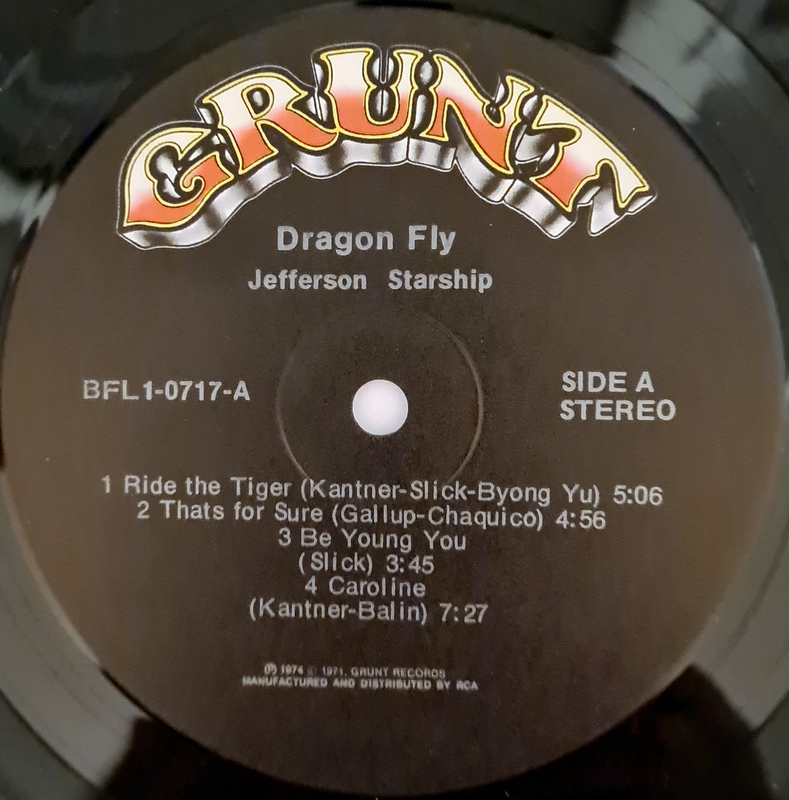 GRUNT
Dragon Fly
Jefferson Starship
BFL1-0717-A
SIDE A
STEREO
1 Ride the Tiger (Kantner-Slick-Byong Yu) 5:06
2 Thats for Sure (Gallup-Chaquico) 4:56
3 Be Young You
(Slick) 3:45
4 Caroline
(Kantner-Balin) 7:27
℗ 1974 © 1971, GRUNT RECORDS
MANUFACTURED AND DISTRIBUTED BY RCA